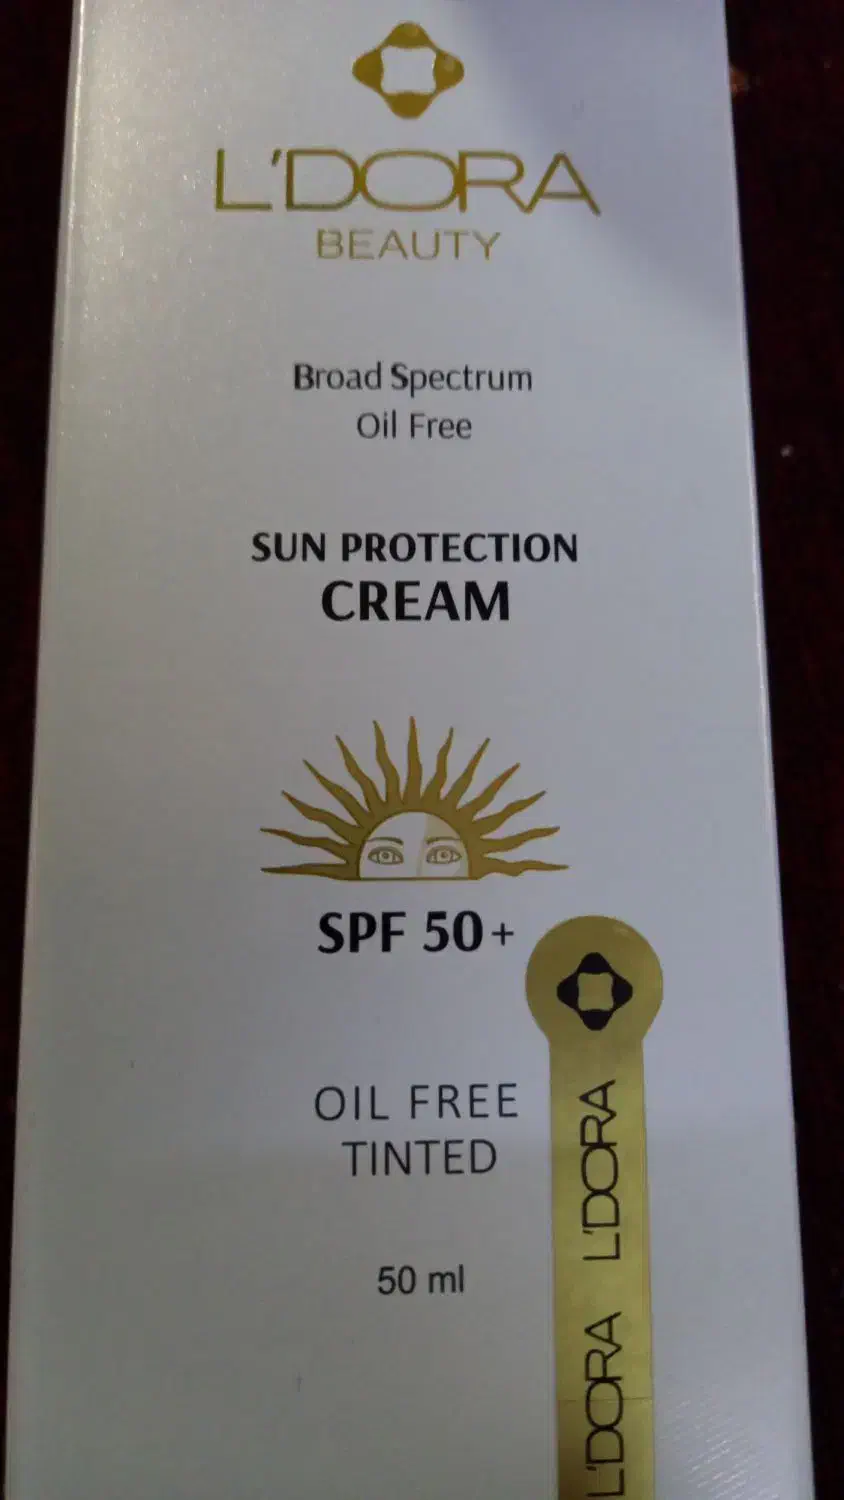 L'DORA
BEAUTY
Broad Spectrum
Oil Free
SUN PROTECTION
CREAM
SPF 50+
OIL FREE
TINTED
50 ml
L'DORA
L'DORA